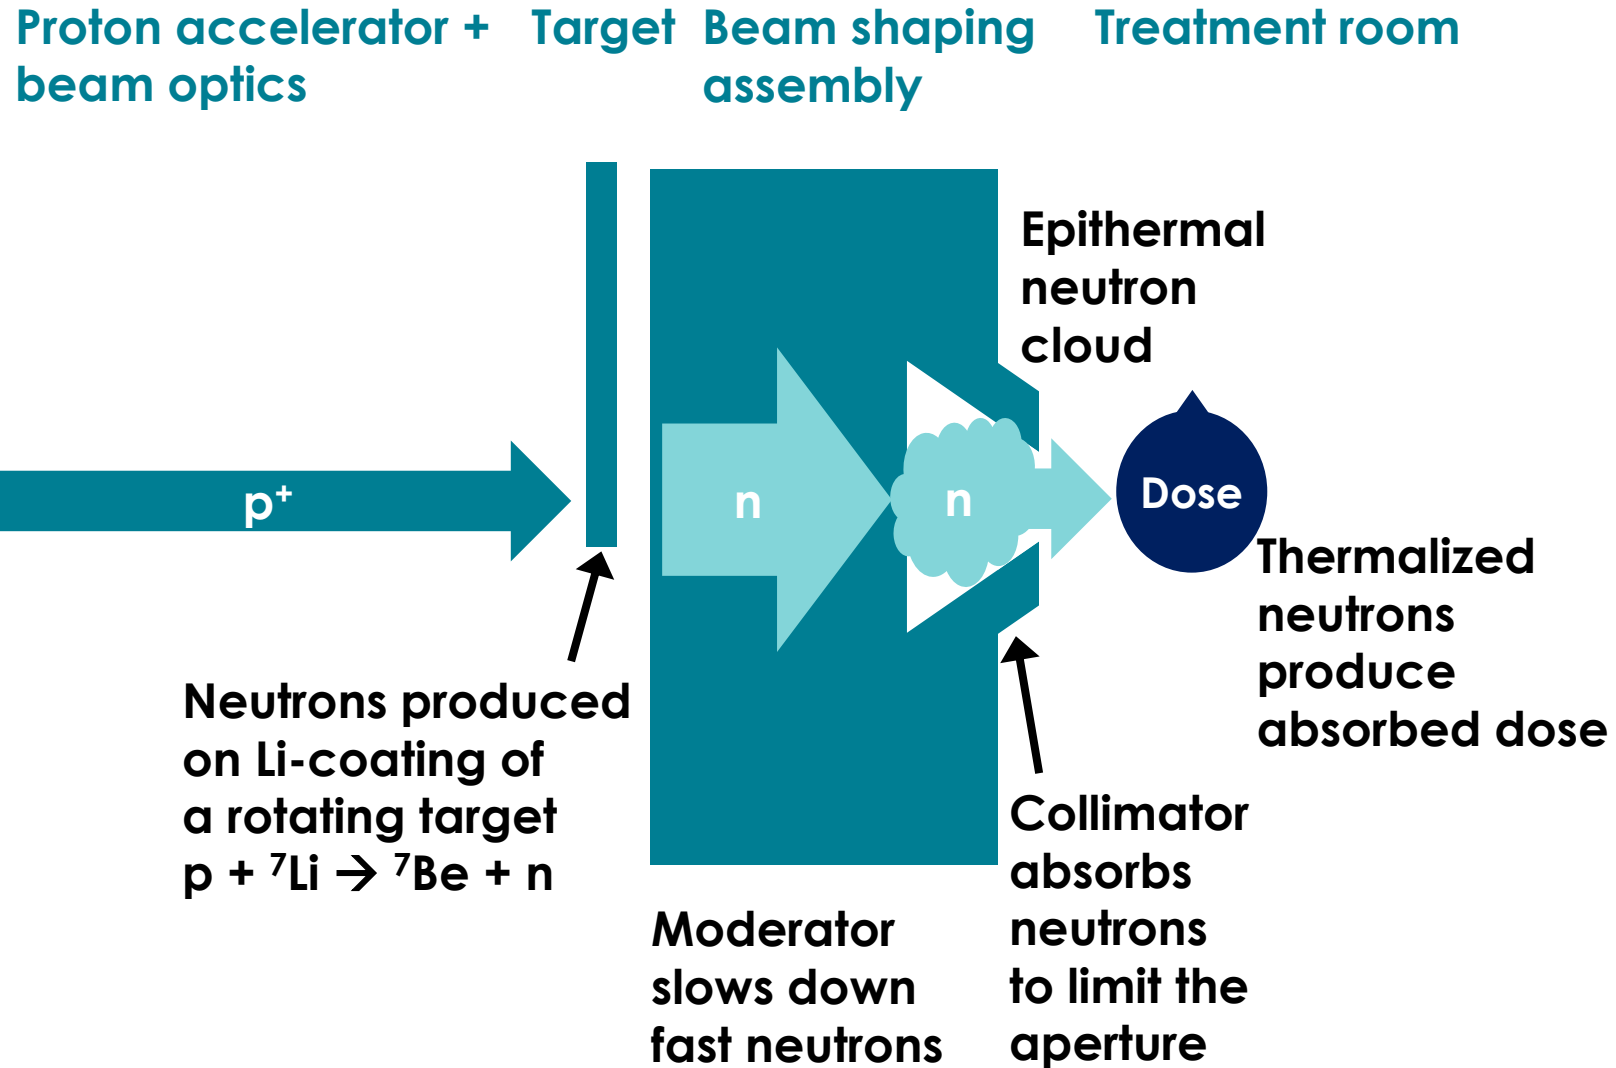 Proton accelerator +
beam optics
Target
Beam shaping
assembly
Treatment room
Epithermal
neutron
cloud
p⁺
n
n
Dose
Thermalized
neutrons
produce
absorbed dose
Neutrons produced
on Li-coating of
a rotating target
p + ⁷Li → ⁷Be + n
Moderator
slows down
fast neutrons
Collimator
absorbs
neutrons
to limit the
aperture